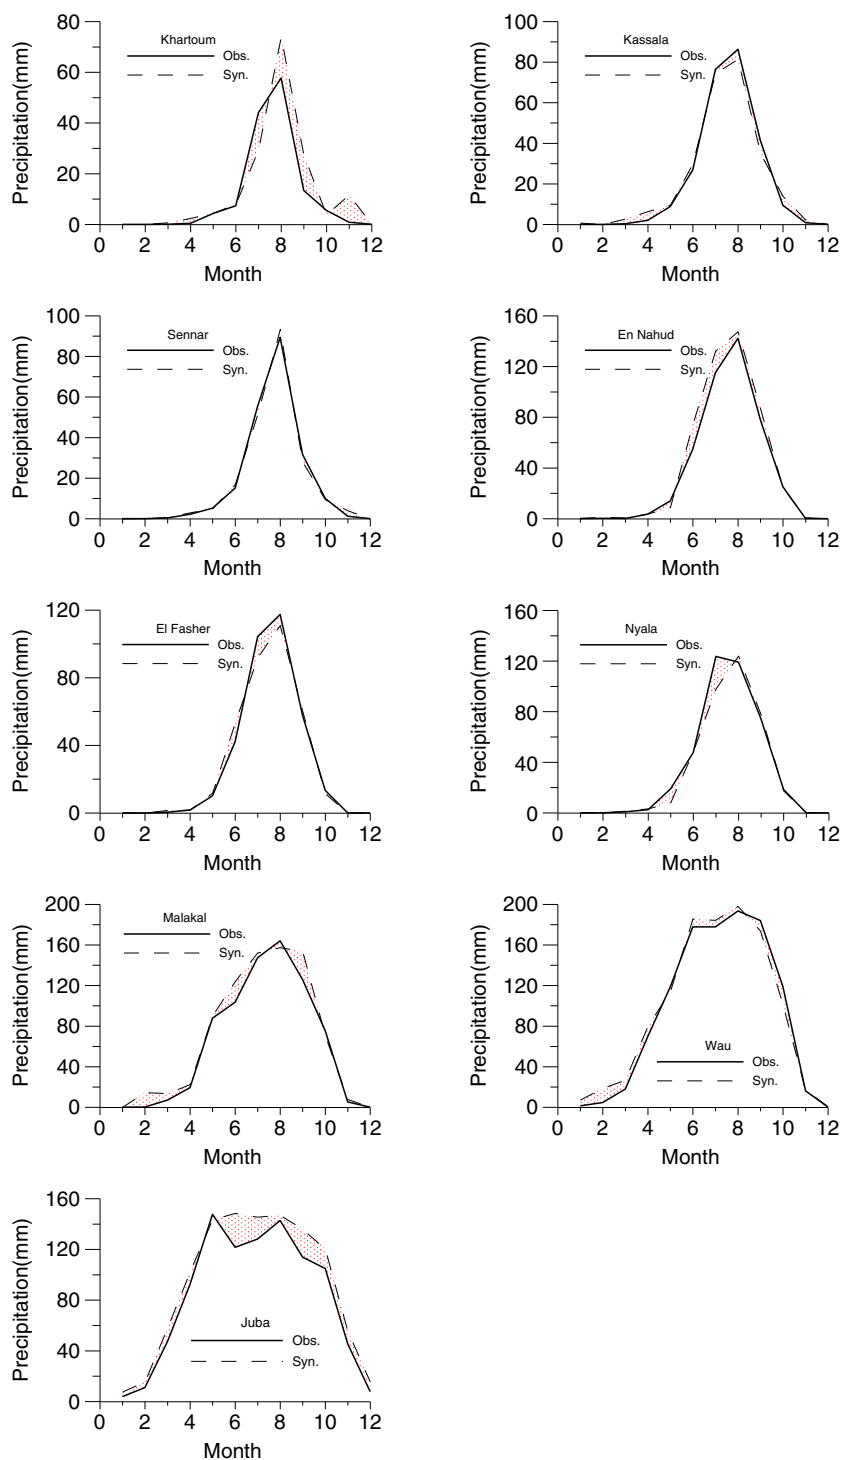 Precipitation(mm)
80
60
40
20
0
Khartoum
Obs.
Syn.
0 2 4 6 8 10 12
Month
Precipitation(mm)
100
80
60
40
20
0
Kassala
Obs.
Syn.
0 2 4 6 8 10 12
Month
Precipitation(mm)
100
80
60
40
20
0
Sennar
Obs.
Syn.
0 2 4 6 8 10 12
Month
Precipitation(mm)
160
120
80
40
0
En Nahud
Obs.
Syn.
0 2 4 6 8 10 12
Month
Precipitation(mm)
120
80
40
0
El Fasher
Obs.
Syn.
0 2 4 6 8 10 12
Month
Precipitation(mm)
160
120
80
40
0
Nyala
Obs.
Syn.
0 2 4 6 8 10 12
Month
Precipitation(mm)
200
160
120
80
40
0
Malakal
Obs.
Syn.
0 2 4 6 8 10 12
Month
Precipitation(mm)
200
160
120
80
40
0
Wau
Obs.
Syn.
0 2 4 6 8 10 12
Month
Precipitation(mm)
160
120
80
40
0
Juba
Obs.
Syn.
0 2 4 6 8 10 12
Month